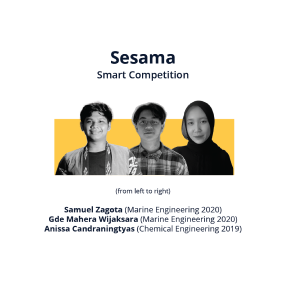 Sesama
Smart Competition
(from left to right)
Samuel Zagota (Marine Engineering 2020)
Gde Mahera Wijaksara (Marine Engineering 2020)
Anissa Candraningtyas (Chemical Engineering 2019)